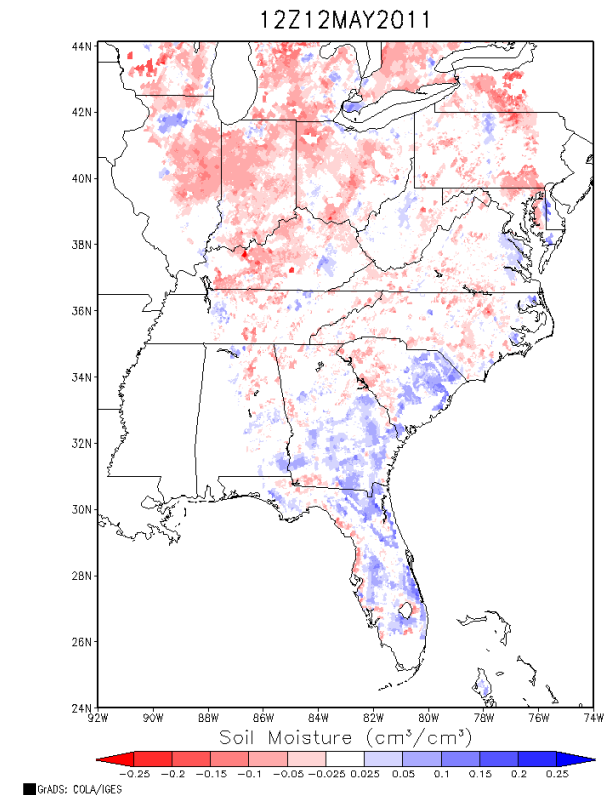 12Z12MAY2011
44N
42N
40N
38N
36N
34N
32N
30N
28N
26N
24N
92W 90W 88W 86W 84W 82W 80W 78W 76W 74W
Soil Moisture (cm³/cm³)
-0.25 -0.2 -0.15 -0.1 -0.05 -0.025 0.025 0.05 0.1 0.15 0.2 0.25
GrADS: COLA/IGES